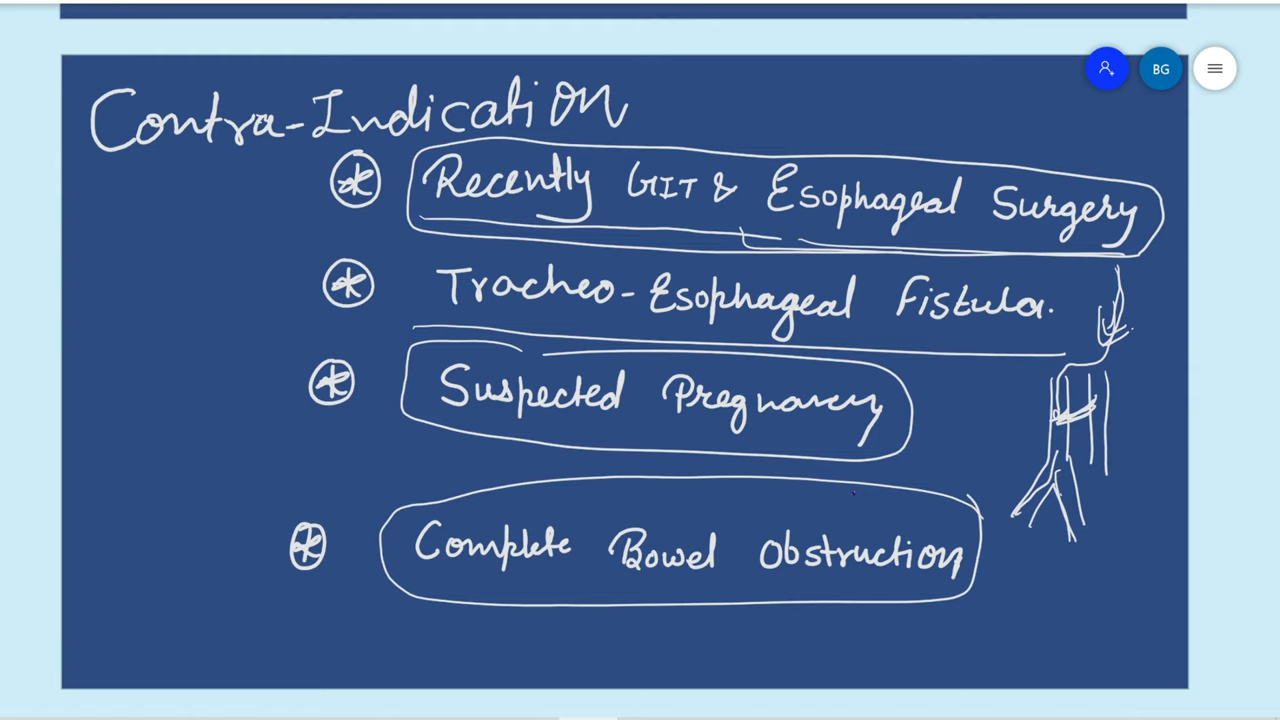 Contra-Indication
BG
Recently GIT & Esophageal Surgery
Tracheo-Esophageal Fistula.
Suspected Pregnancy
Complete Bowel Obstruction